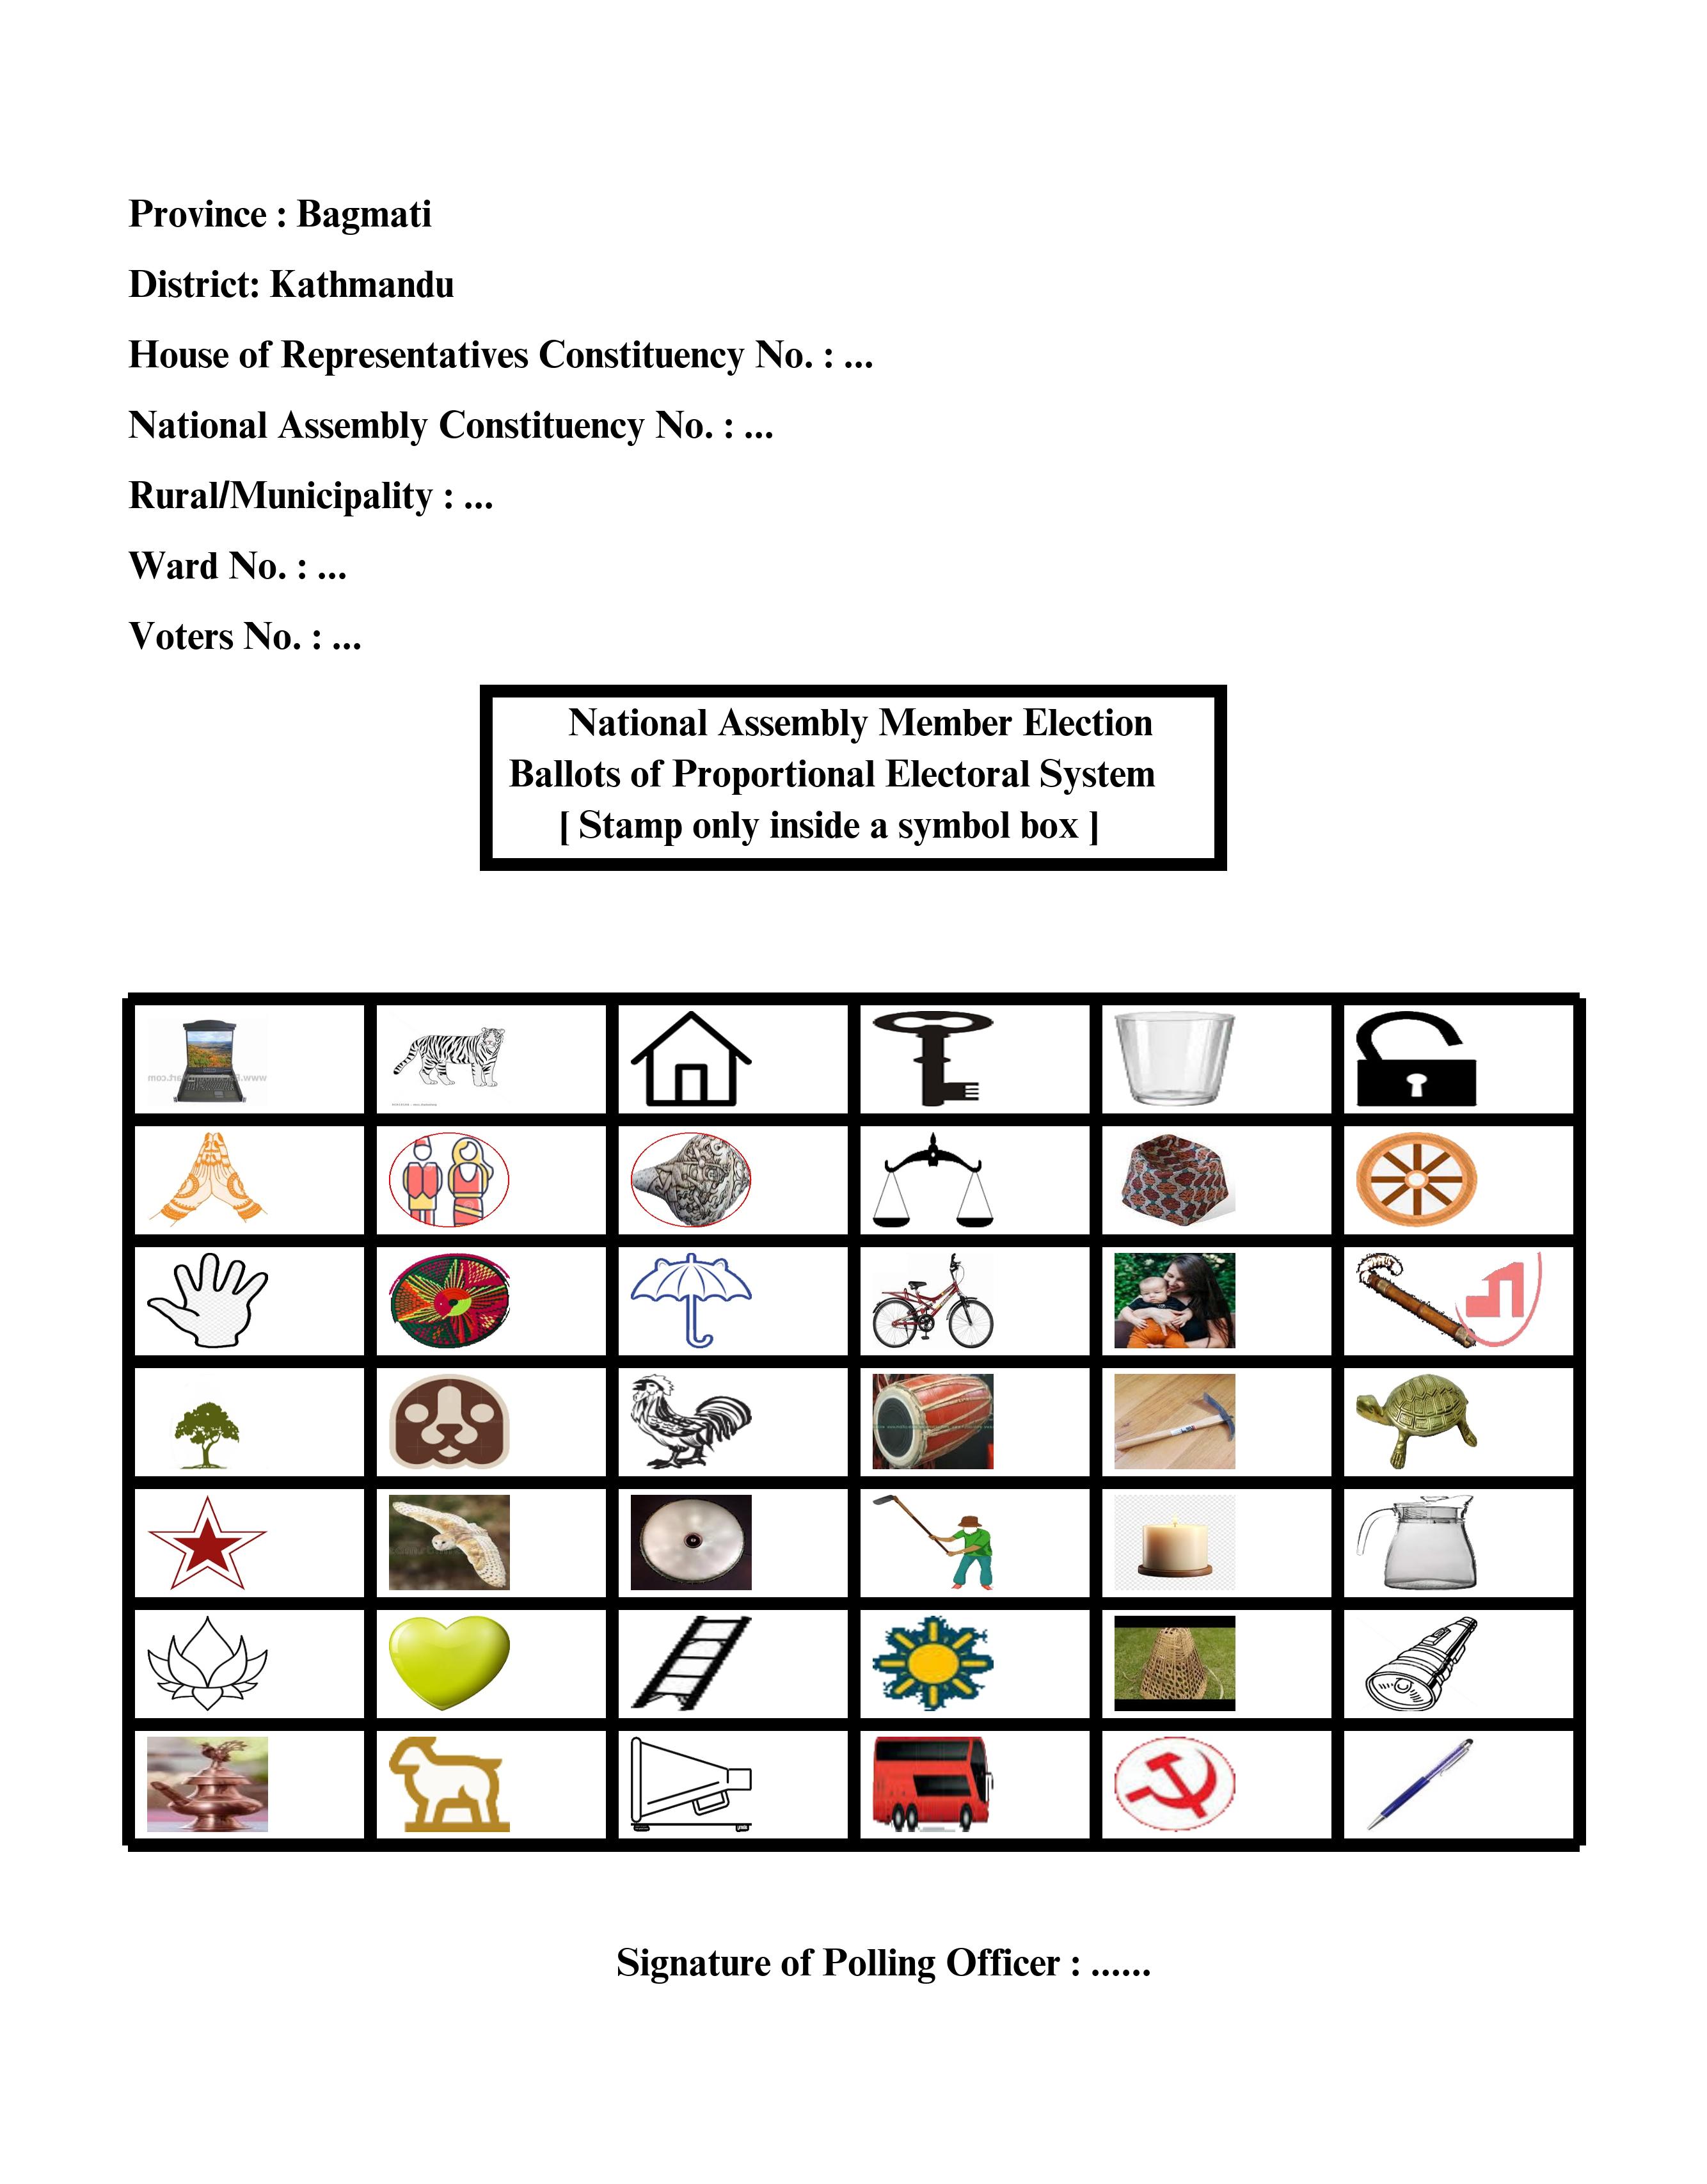 Province : Bagmati
District: Kathmandu
House of Representatives Constituency No. : ...
National Assembly Constituency No. : ...
Rural/Municipality : ...
Ward No. : ...
Voters No. : ...
National Assembly Member Election
Ballots of Proportional Electoral System
[ Stamp only inside a symbol box ]
Signature of Polling Officer : ......